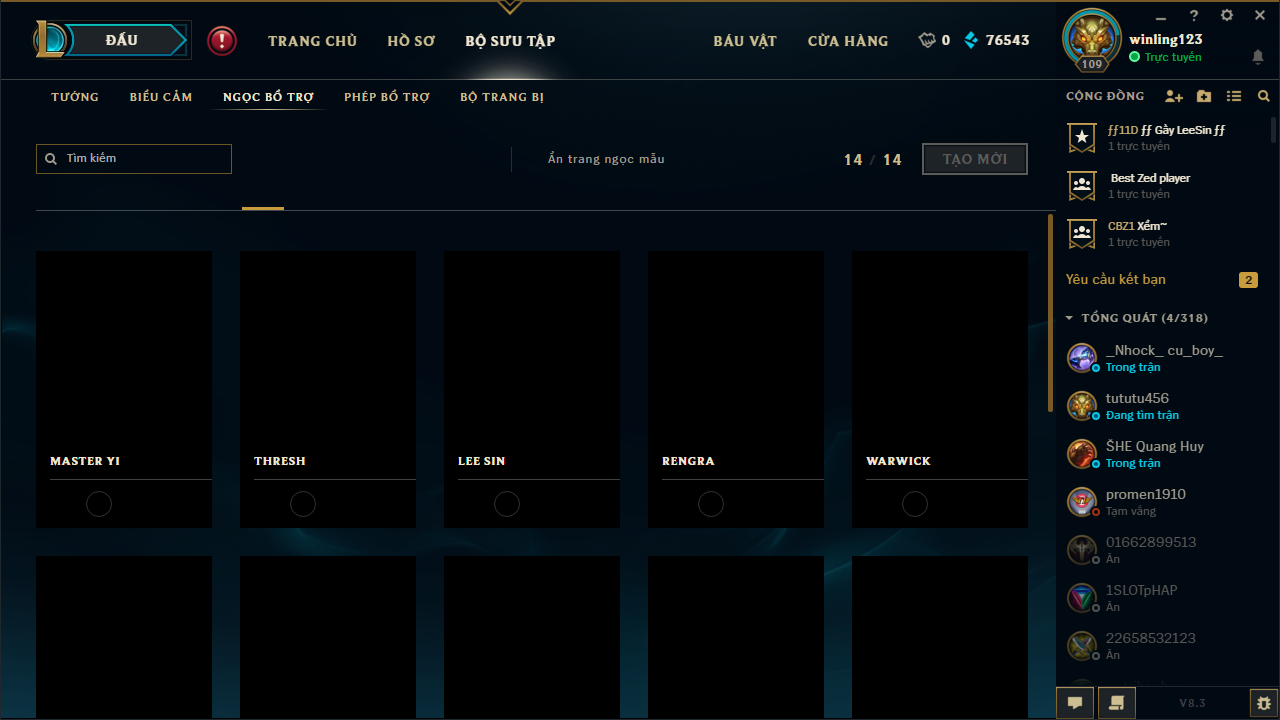 ĐẤU
TRANG CHỦ
HỒ SƠ
BỘ SƯU TẬP
BÁU VẬT
CỬA HÀNG
0
76543
109
winling123
Trực tuyến
TƯỚNG
BIỂU CẢM
NGỌC BỔ TRỢ
PHÉP BỔ TRỢ
BỘ TRANG BỊ
Tìm kiếm
Ẩn trang ngọc mẫu
14 / 14
TẠO MỚI
MASTER YI
THRESH
LEE SIN
RENGRA
WARWICK
CỘNG ĐỒNG
ƒƒ11D ƒƒ Gầy LeeSin ƒƒ
1 trực tuyến
Best Zed player
1 trực tuyến
CBZ1 Xểm~
1 trực tuyến
Yêu cầu kết bạn
2
TỔNG QUÁT (4/318)
_Nhock_ cu_boy_
Trong trận
tututu456
Đang tìm trận
ŠHE Quang Huy
Trong trận
promen1910
Tạm vắng
01662899513
Ẩn
1SLOTpHAP
Ẩn
22658532123
Ẩn
V8.3